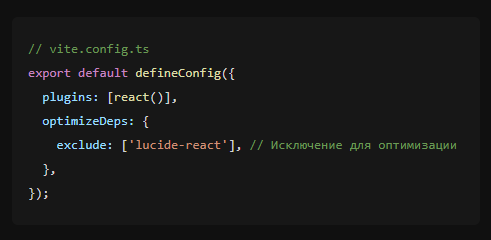 // vite.config.ts
export default defineConfig({
  plugins: [react()],
  optimizeDeps: {
    exclude: ['lucide-react'], // Исключение для оптимизации
  },
});